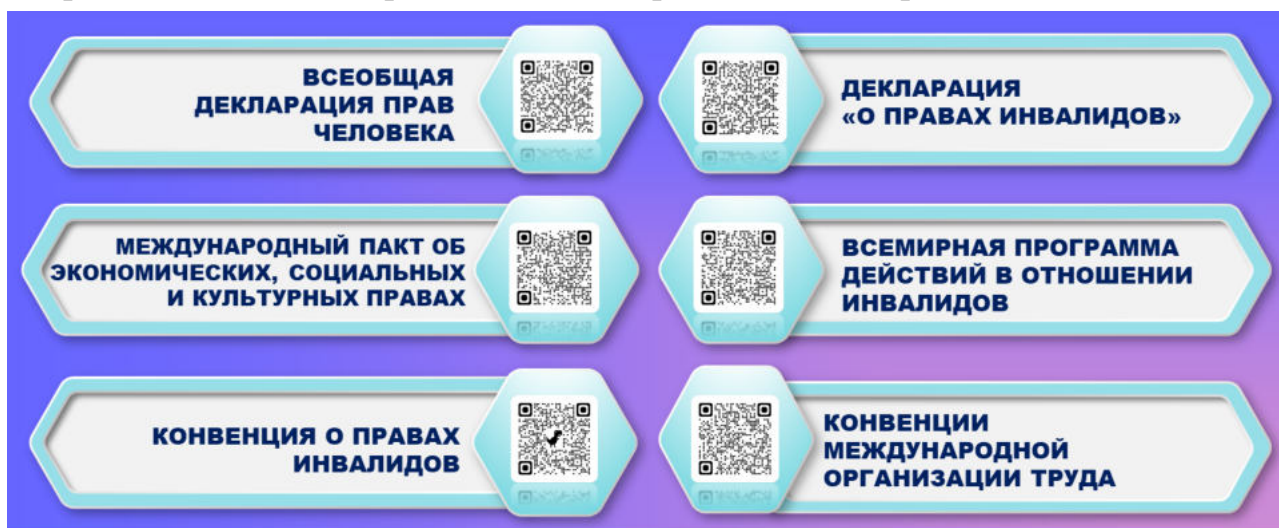 ВСЕОБЩАЯ
ДЕКЛАРАЦИЯ ПРАВ
ЧЕЛОВЕКА
ДЕКЛАРАЦИЯ
«О ПРАВАХ ИНВАЛИДОВ»
МЕЖДУНАРОДНЫЙ ПАКТ ОБ
ЭКОНОМИЧЕСКИХ, СОЦИАЛЬНЫХ
И КУЛЬТУРНЫХ ПРАВАХ
ВСЕМИРНАЯ ПРОГРАММА
ДЕЙСТВИЙ В ОТНОШЕНИИ
ИНВАЛИДОВ
КОНВЕНЦИЯ О ПРАВАХ
ИНВАЛИДОВ
КОНВЕНЦИИ
МЕЖДУНАРОДНОЙ
ОРГАНИЗАЦИИ ТРУДА